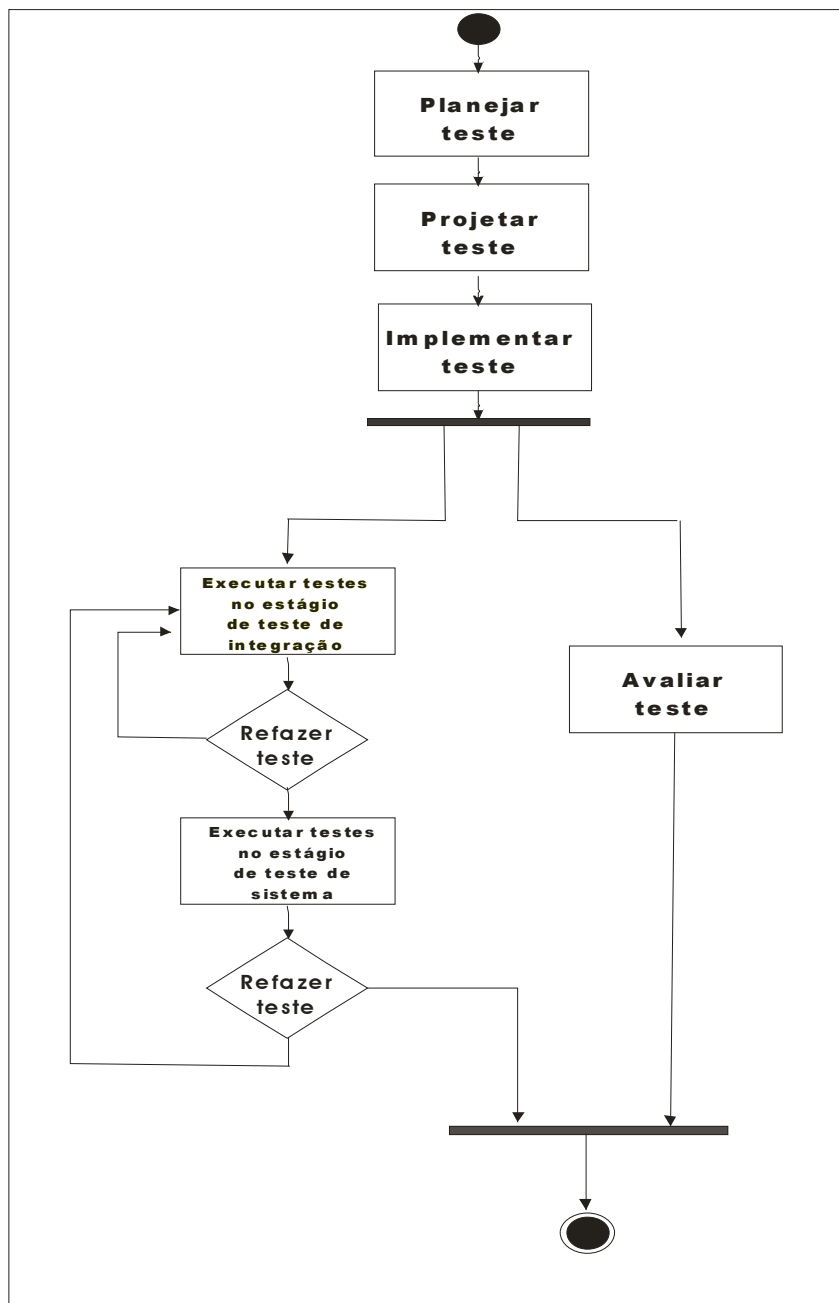 Planejar
teste
Projetar
teste
Implementar
teste
Executar testes
no estágio
de teste de
integração
Refazer
teste
Executar testes
no estágio
de teste de
sistema
Refazer
teste
Avaliar
teste